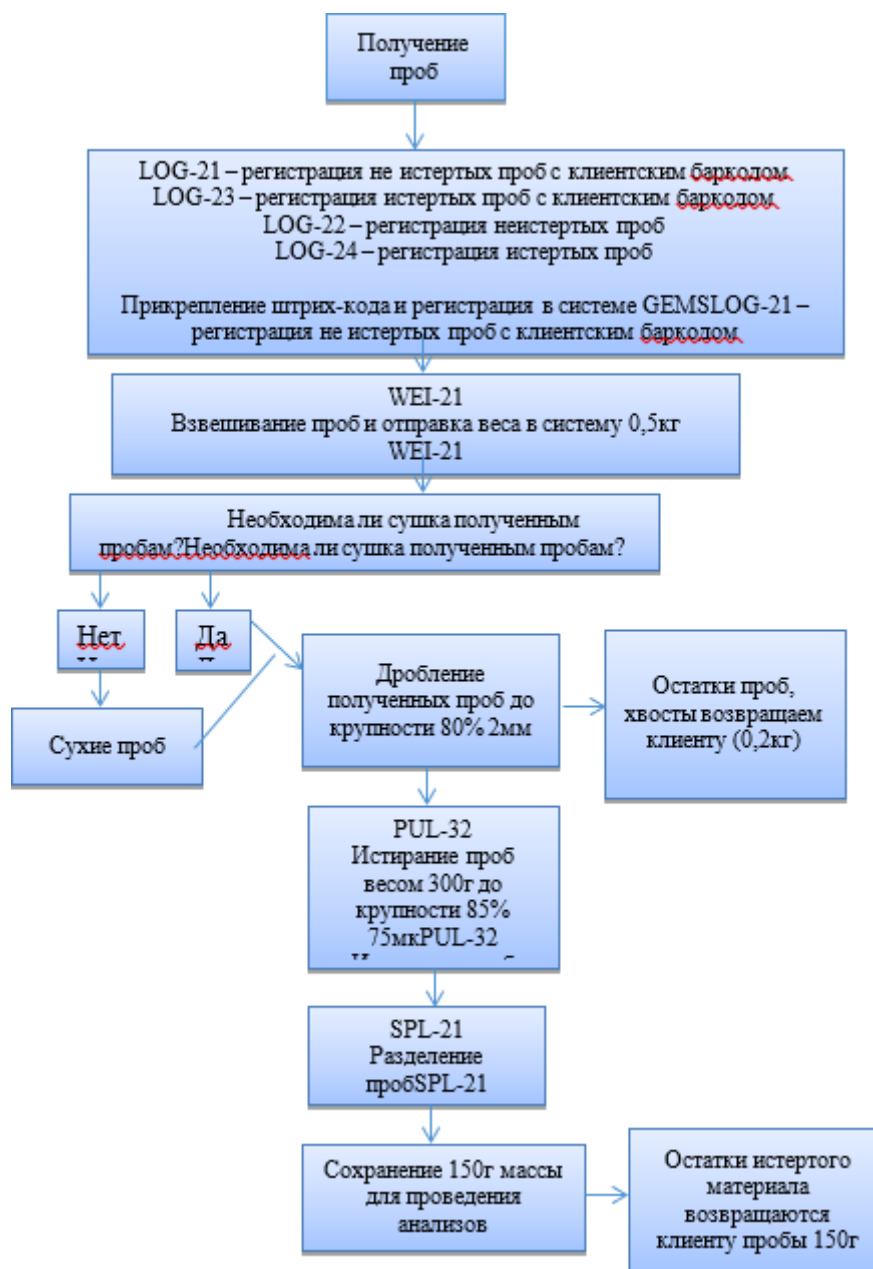 Получение
проб
LOG-21 – регистрация не истертых проб с клиентским баркодом
LOG-23 – регистрация истертых проб с клиентским баркодом
LOG-22 – регистрация неистертых проб
LOG-24 – регистрация истертых проб
Прикрепление штрих-кода и регистрация в системе GEMSLOG-21 –
регистрация не истертых проб с клиентским баркодом
WEI-21
Взвешивание проб и отправка веса в систему 0,5кг
WEI-21
Необходима ли сушка полученным
пробам?Необходима ли сушка полученным пробам?
Нет
Да
Сухие проб
Дробление
полученных проб до
крупности 80% 2мм
Остатки проб,
хвосты возвращаем
клиенту (0,2кг)
PUL-32
Истирание проб
весом 300г до
крупности 85%
75мкPUL-32
SPL-21
Разделение
пробSPL-21
Сохранение 150г массы
для проведения
анализов
Остатки истертого
материала
возвращаются
клиенту пробы 150г